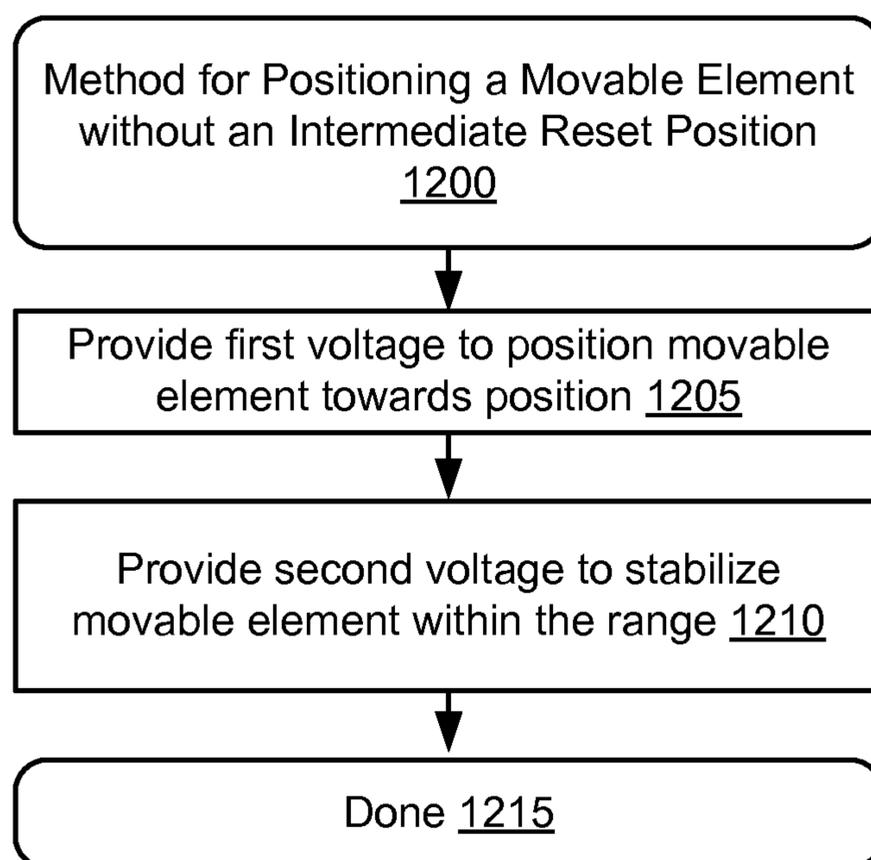 Method for Positioning a Movable Element
without an Intermediate Reset Position
1200
Provide first voltage to position movable
element towards position 1205
Provide second voltage to stabilize
movable element within the range 1210
Done 1215